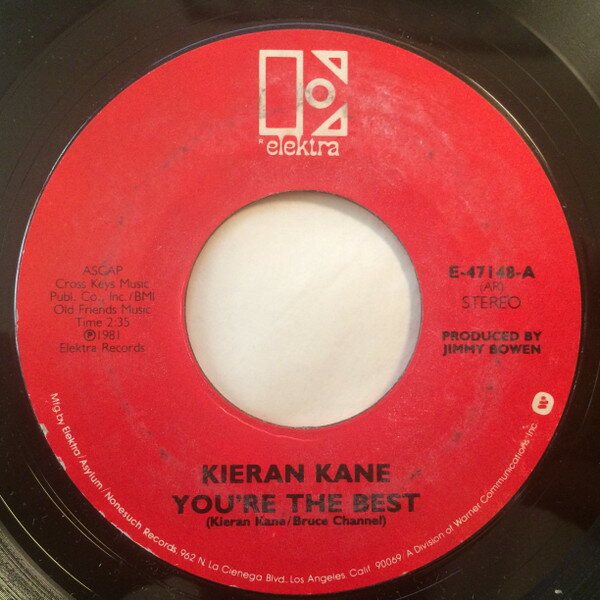 R elektra
ASCAP
Cross Keys Music
Publ. Co., Inc./BMI
Old Friends Music
Time 2:35
Ⓟ1981
Elektra Records
E-47148-A
(AR)
STEREO
PRODUCED BY
JIMMY BOWEN
KIERAN KANE
YOU'RE THE BEST
(Kieran Kane/Bruce Channel)
Mfg. by Elektra/Asylum/Nonesuch Records, 962 N. La Cienega Blvd., Los Angeles, Calif. 90069 / A Division of Warner Communications Inc.